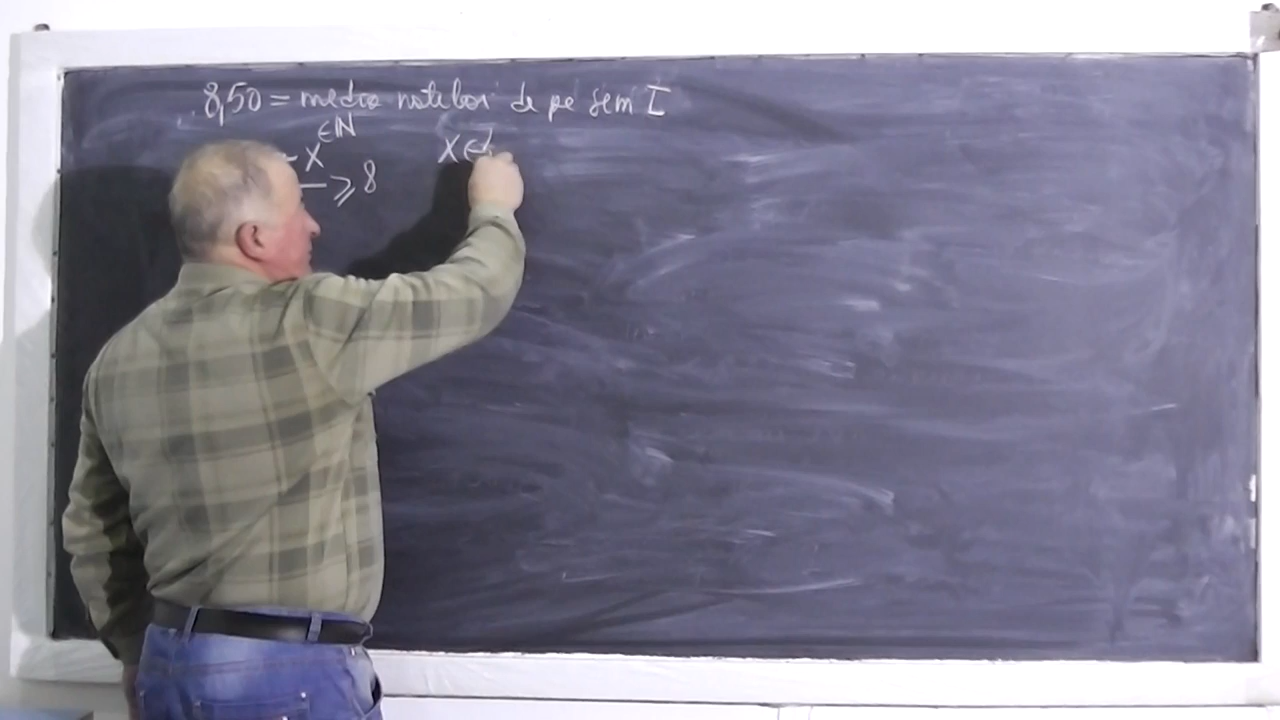 8,50 = media notelor de pe sem I
X ∈ℕ X ∈ {
— ≥ 8